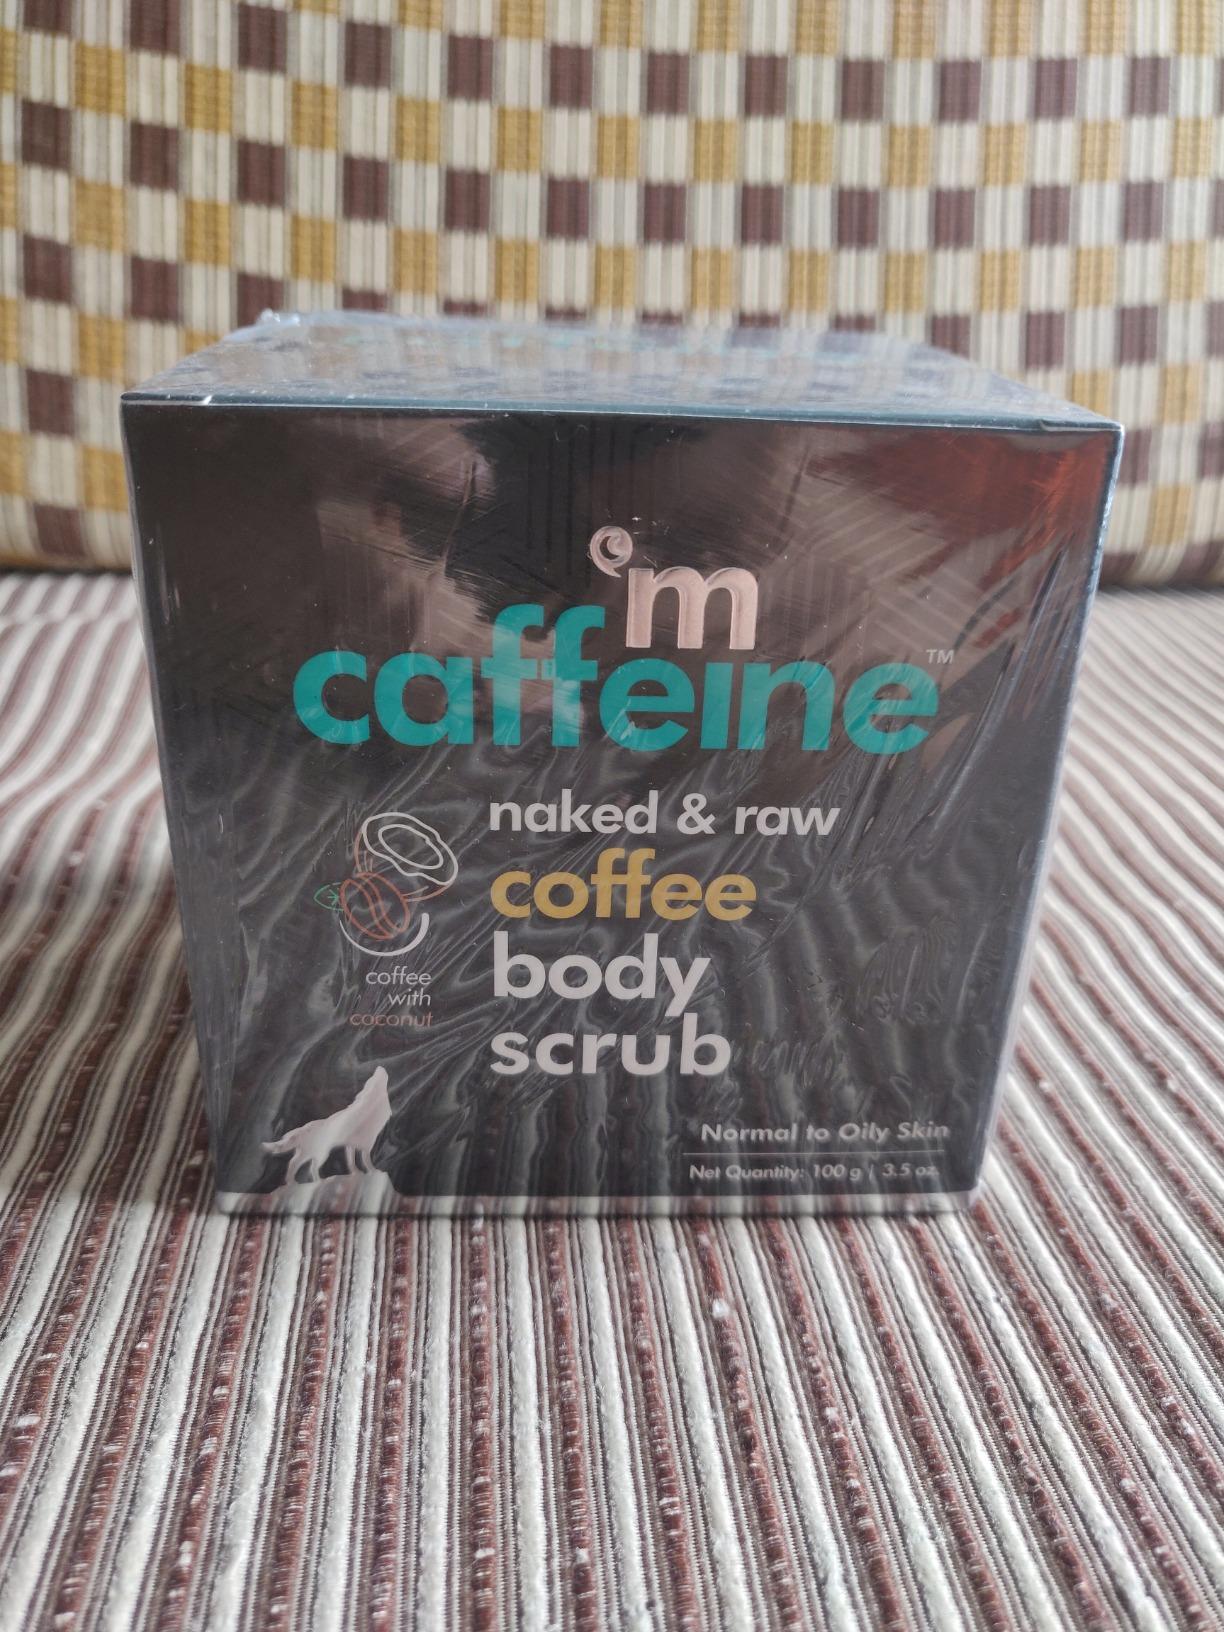 'm
caffeine™
naked & raw
coffee
body
scrub
coffee
with
coconut
Normal to Oily Skin
Net Quantity: 100 g | 3.5 oz.